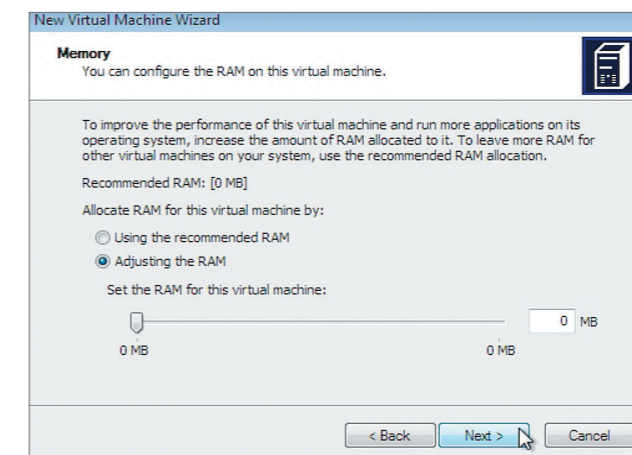 New Virtual Machine Wizard
Memory
You can configure the RAM on this virtual machine.
To improve the performance of this virtual machine and run more applications on its
operating system, increase the amount of RAM allocated to it. To leave more RAM for
other virtual machines on your system, use the recommended RAM allocation.
Recommended RAM: [0 MB]
Allocate RAM for this virtual machine by:
Using the recommended RAM
Adjusting the RAM
Set the RAM for this virtual machine:
0 MB
0 MB 0 MB
< Back Next > Cancel